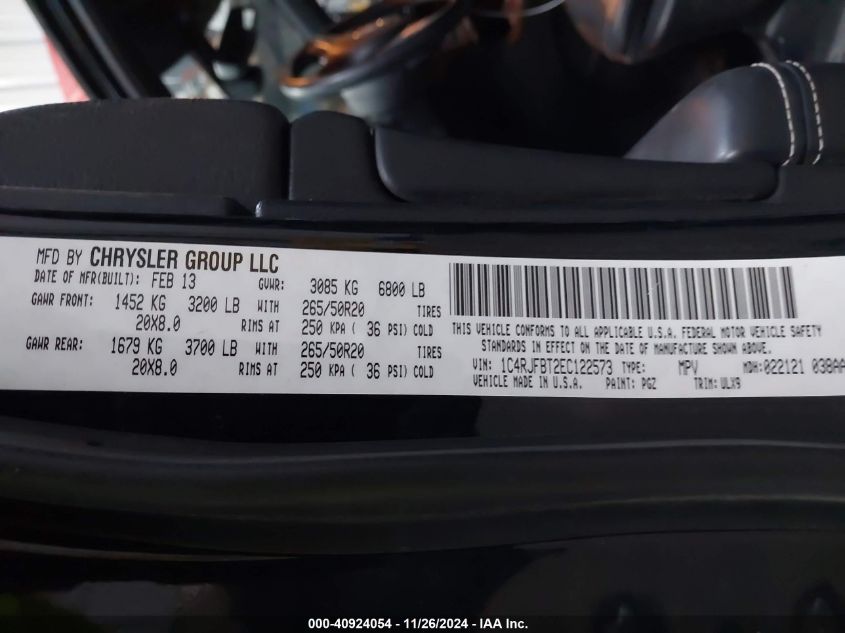 MFD BY CHRYSLER GROUP LLC
DATE OF MFR(BUILT): FEB 13 GVWR: 3085 KG 6800 LB
GAWR FRONT: 1452 KG 3200 LB WITH 265/50R20 TIRES
20X8.0 RIMS AT 250 KPA ( 36 PSI) COLD
GAWR REAR: 1679 KG 3700 LB WITH 265/50R20 TIRES
20X8.0 RIMS AT 250 KPA ( 36 PSI) COLD
THIS VEHICLE CONFORMS TO ALL APPLICABLE U.S.A. FEDERAL MOTOR VEHICLE SAFETY
STANDARDS IN EFFECT ON THE DATE OF MANUFACTURE SHOWN ABOVE.
VIN: 1C4RJFBT2EC122573 TYPE: MPV MDH: 022121 038AA
VEHICLE MADE IN U.S.A. PAINT: PGZ TRIM: ULX9
000-40924054 - 11/26/2024 - IAA Inc.